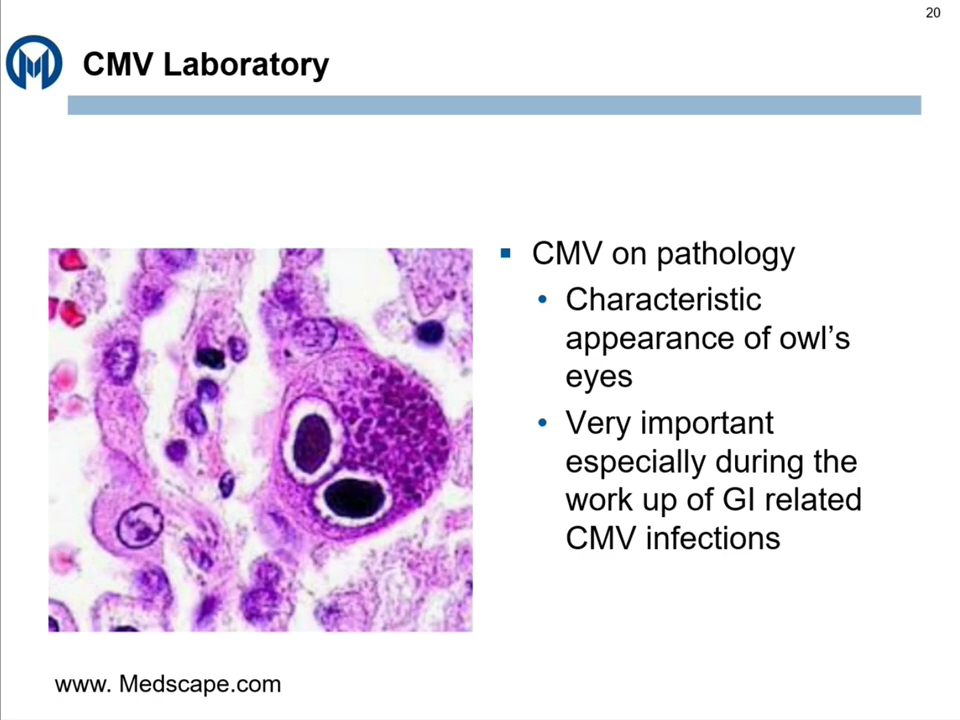 20
CMV Laboratory
▪ CMV on pathology
• Characteristic
appearance of owl’s
eyes
• Very important
especially during the
work up of GI related
CMV infections
www. Medscape.com